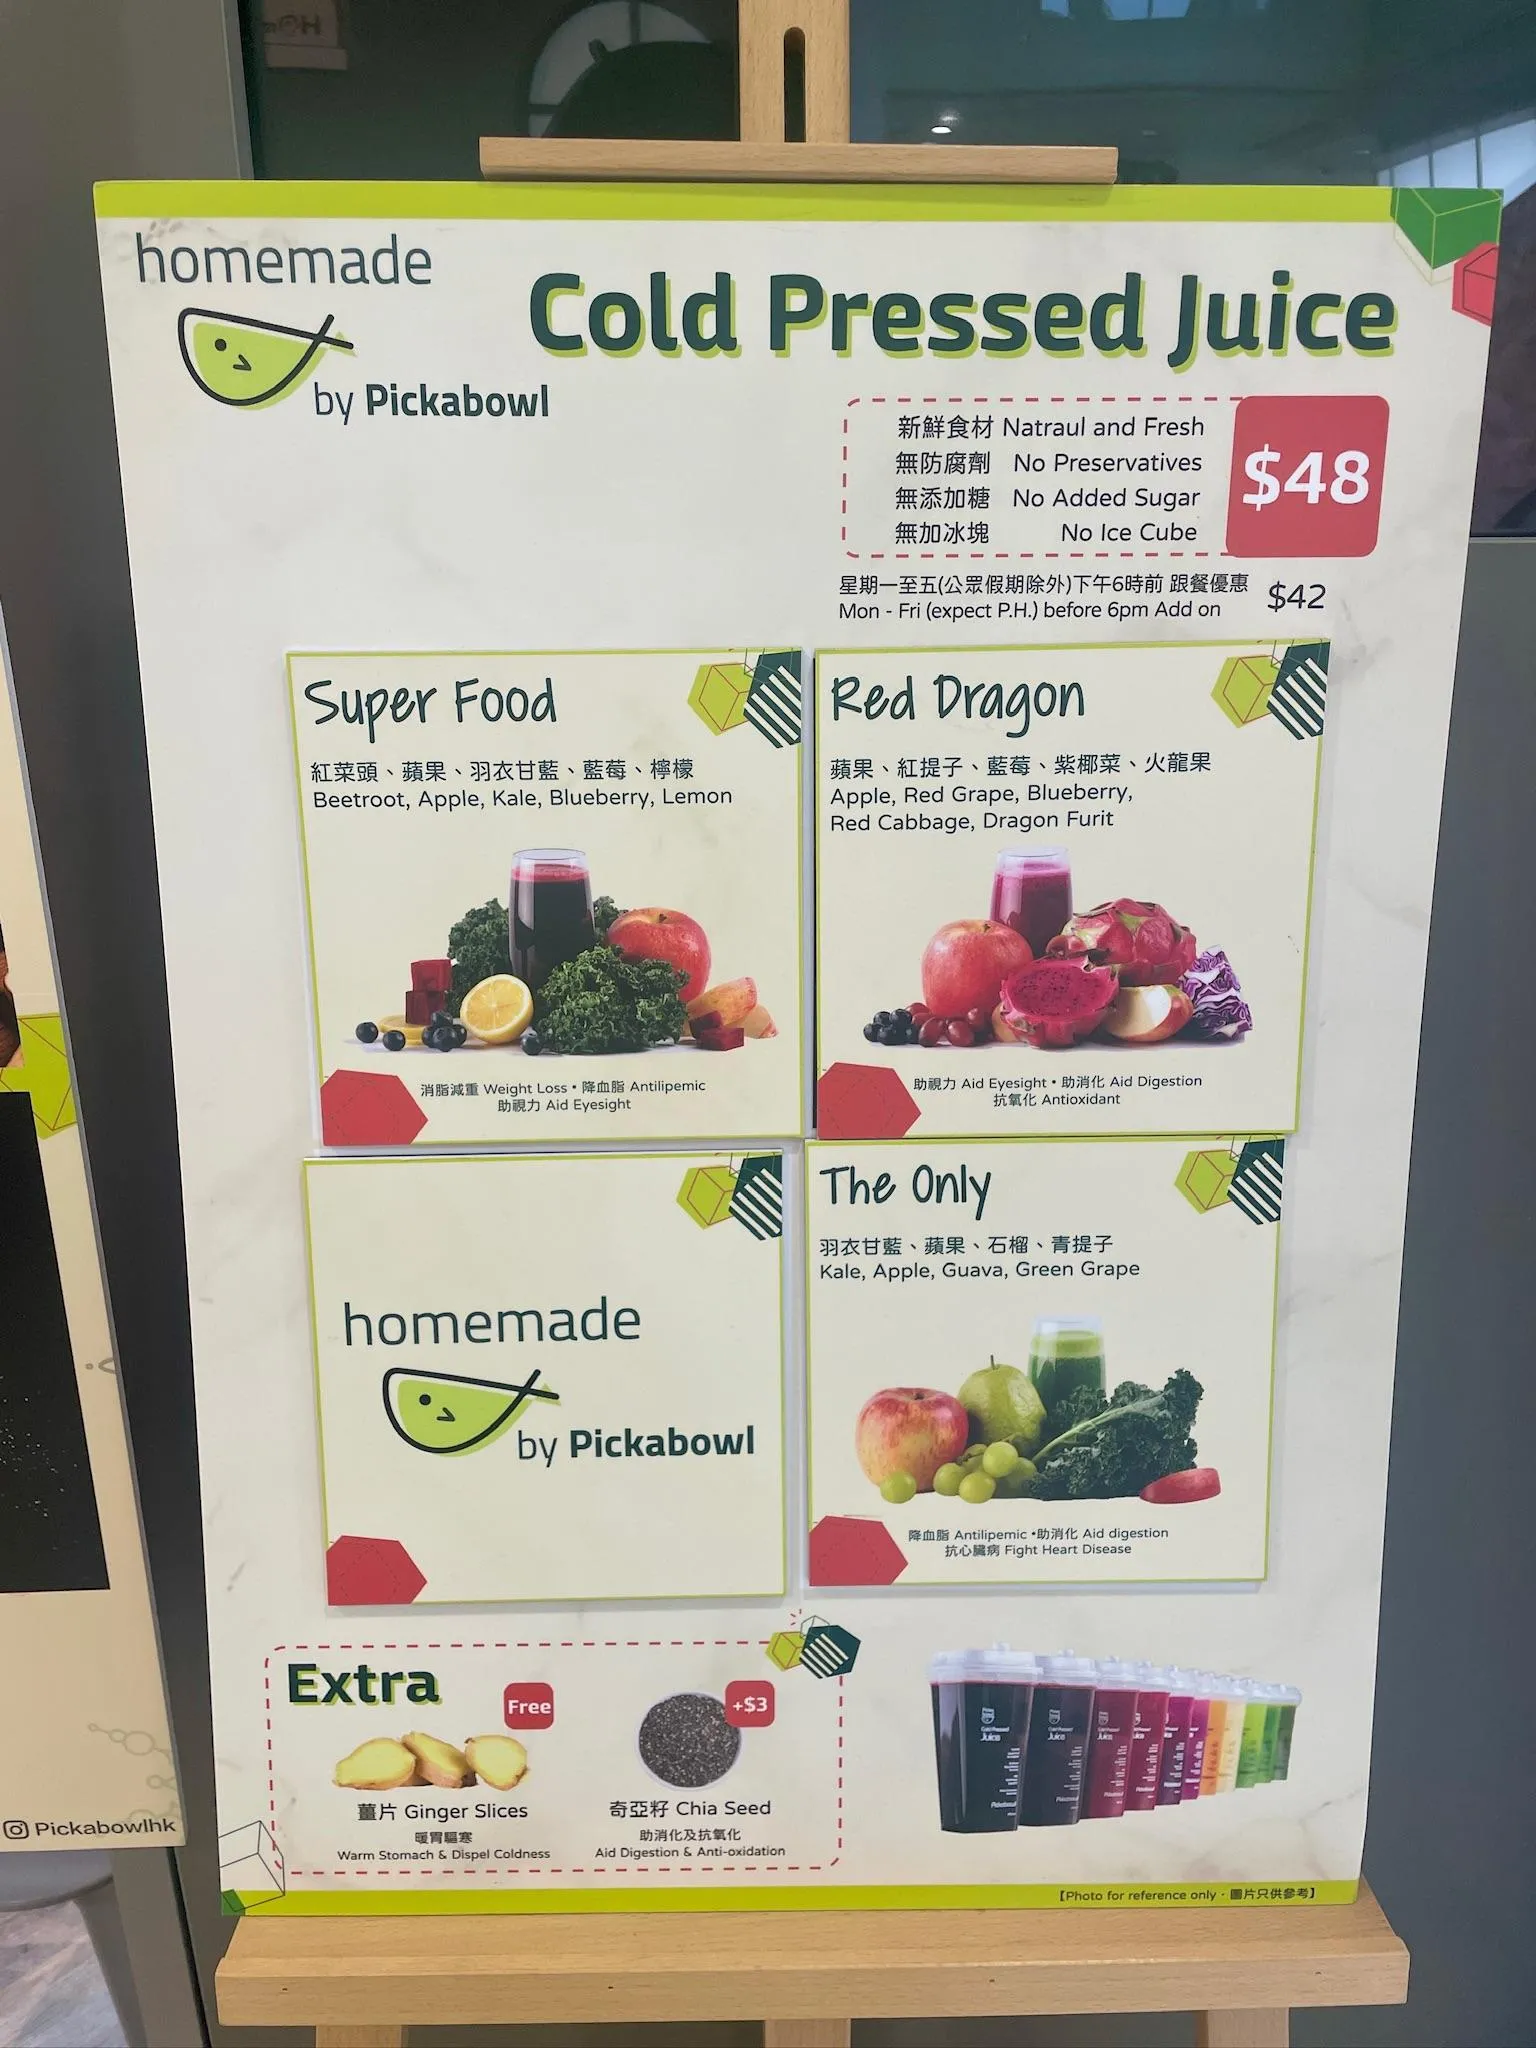 homemade
by Pickabowl
Cold Pressed Juice
新鮮食材 Natraul and Fresh
無防腐劑 No Preservatives
無添加糖 No Added Sugar
無加冰塊 No Ice Cube
$48
星期一至五(公眾假期除外)下午6時前 跟餐優惠
Mon - Fri (expect P.H.) before 6pm Add on
$42
Super Food
紅菜頭、蘋果、羽衣甘藍、藍莓、檸檬
Beetroot, Apple, Kale, Blueberry, Lemon
消脂減重 Weight Loss • 降血脂 Antilipemic
助視力 Aid Eyesight
Red Dragon
蘋果、紅提子、藍莓、紫椰菜、火龍果
Apple, Red Grape, Blueberry,
Red Cabbage, Dragon Furit
助視力 Aid Eyesight • 助消化 Aid Digestion
抗氧化 Antioxidant
homemade
by Pickabowl
The Only
羽衣甘藍、蘋果、石榴、青提子
Kale, Apple, Guava, Green Grape
降血脂 Antilipemic •助消化 Aid digestion
抗心臟病 Fight Heart Disease
Extra
Free
薑片 Ginger Slices
暖胃驅寒
Warm Stomach & Dispel Coldness
+$3
奇亞籽 Chia Seed
助消化及抗氧化
Aid Digestion & Anti-oxidation
Cold Pressed
Juice
Pickabowl
Cold Pressed
Juice
Pickabowl
【Photo for reference only · 圖片只供參考】
Pickabowlhk